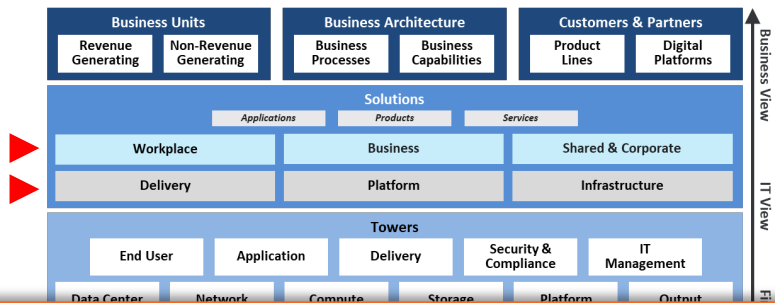 Business Units
Business Architecture
Customers & Partners
Revenue Generating
Non-Revenue Generating
Business Processes
Business Capabilities
Product Lines
Digital Platforms
Business View
Solutions
Applications
Products
Services
Workplace
Business
Shared & Corporate
Delivery
Platform
Infrastructure
IT View
Towers
End User
Application
Delivery
Security & Compliance
IT Management
Data Center
Network
Compute
Storage
Platform
Output
Fi